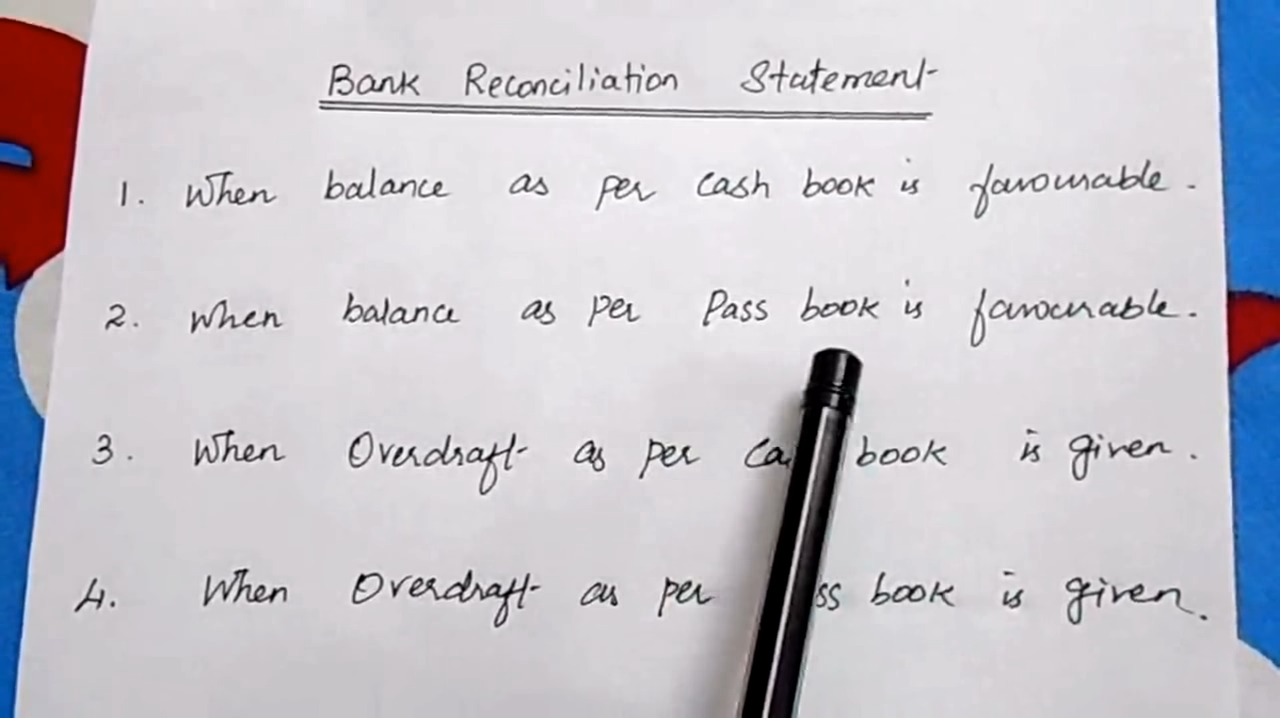 Bank Reconciliation Statement
1. When balance as per cash book is favourable.
2. When balance as per Pass book is favourable.
3. When Overdraft as per book is given.
4. When Overdraft as per book is given.